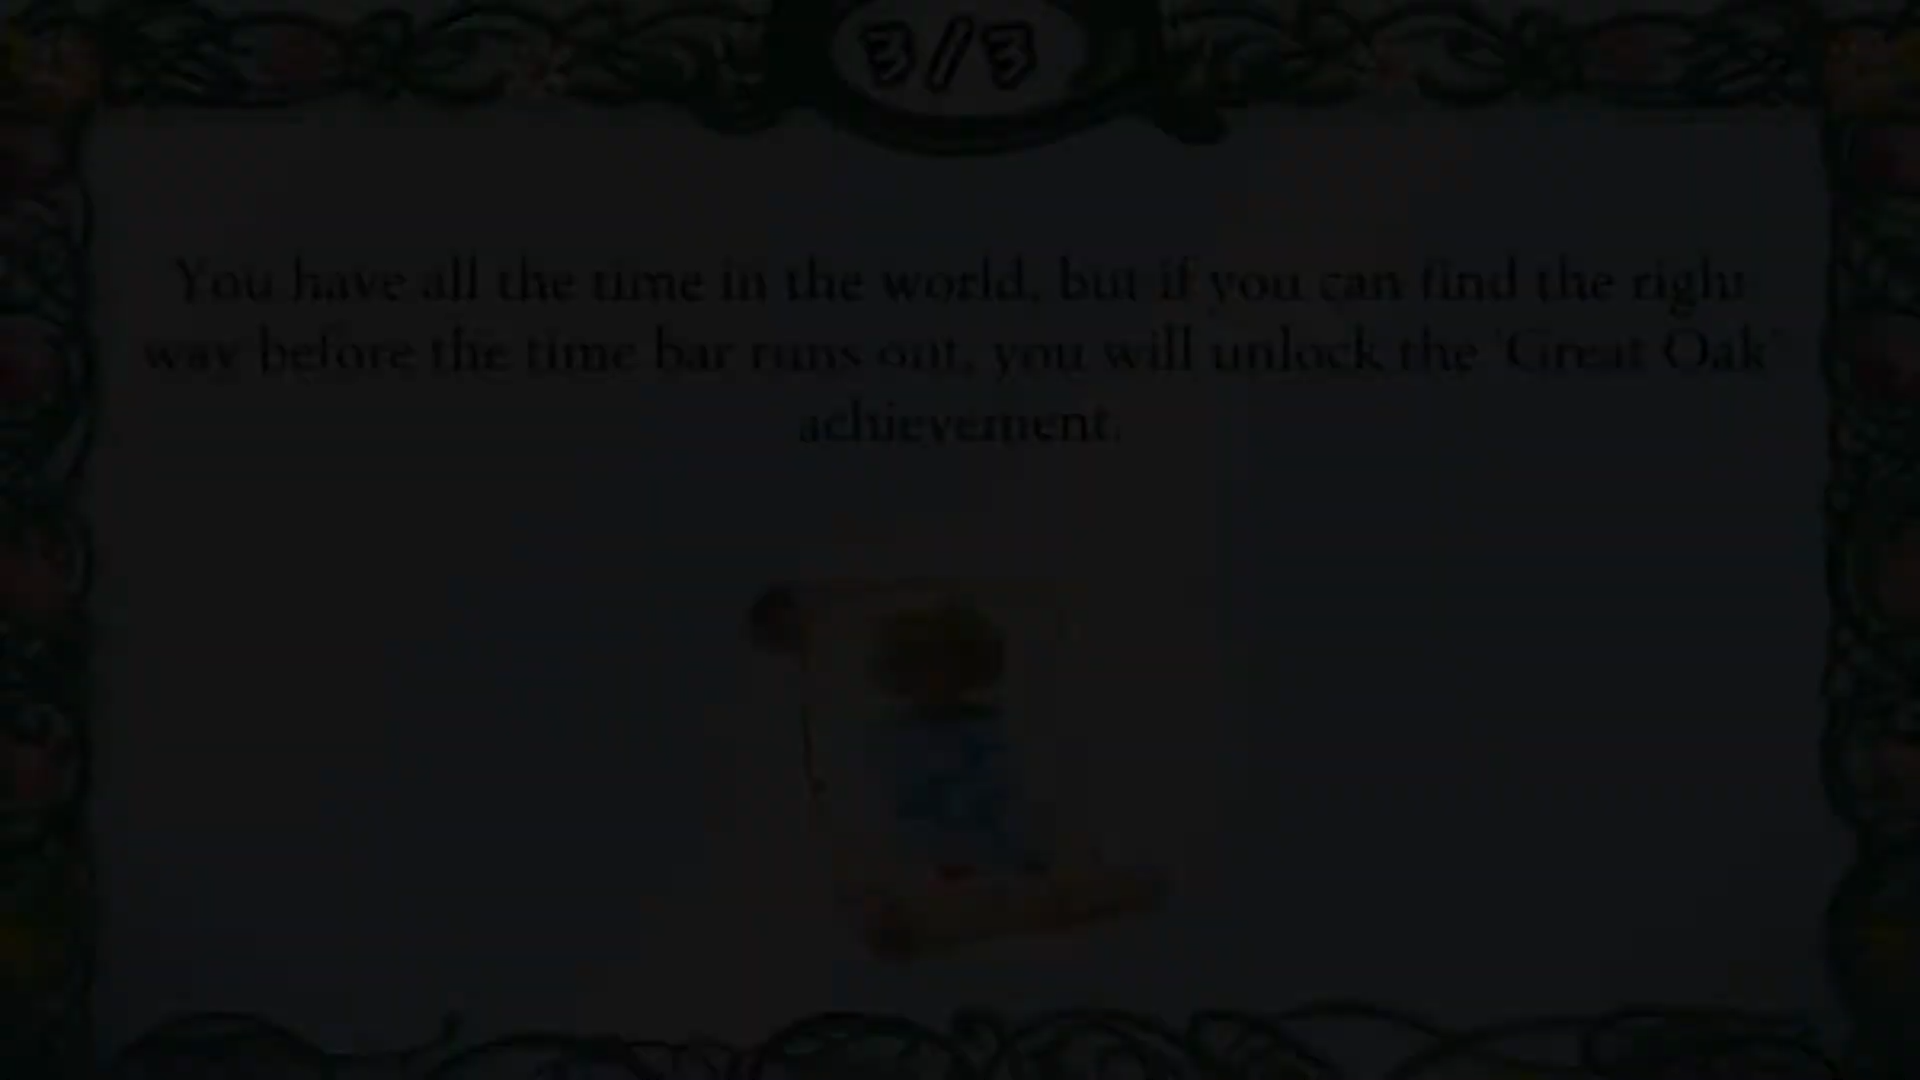 3/3
You have all the time in the world, but if you can find the right
way before the time bar runs out, you will unlock the 'Great Oak'
achievement.